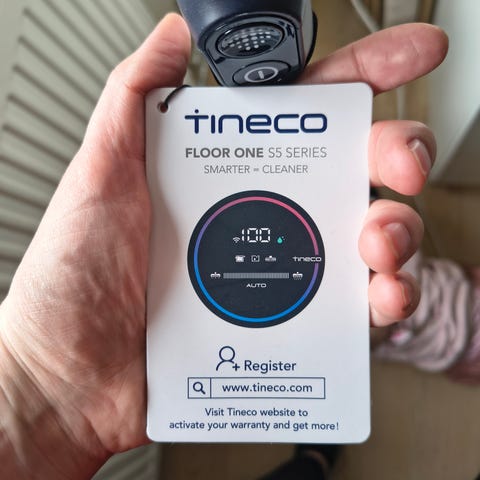 TINECO
FLOOR ONE S5 SERIES
SMARTER = CLEANER
100
TINECO
AUTO
Register
www.tineco.com
Visit Tineco website to
activate your warranty and get more!